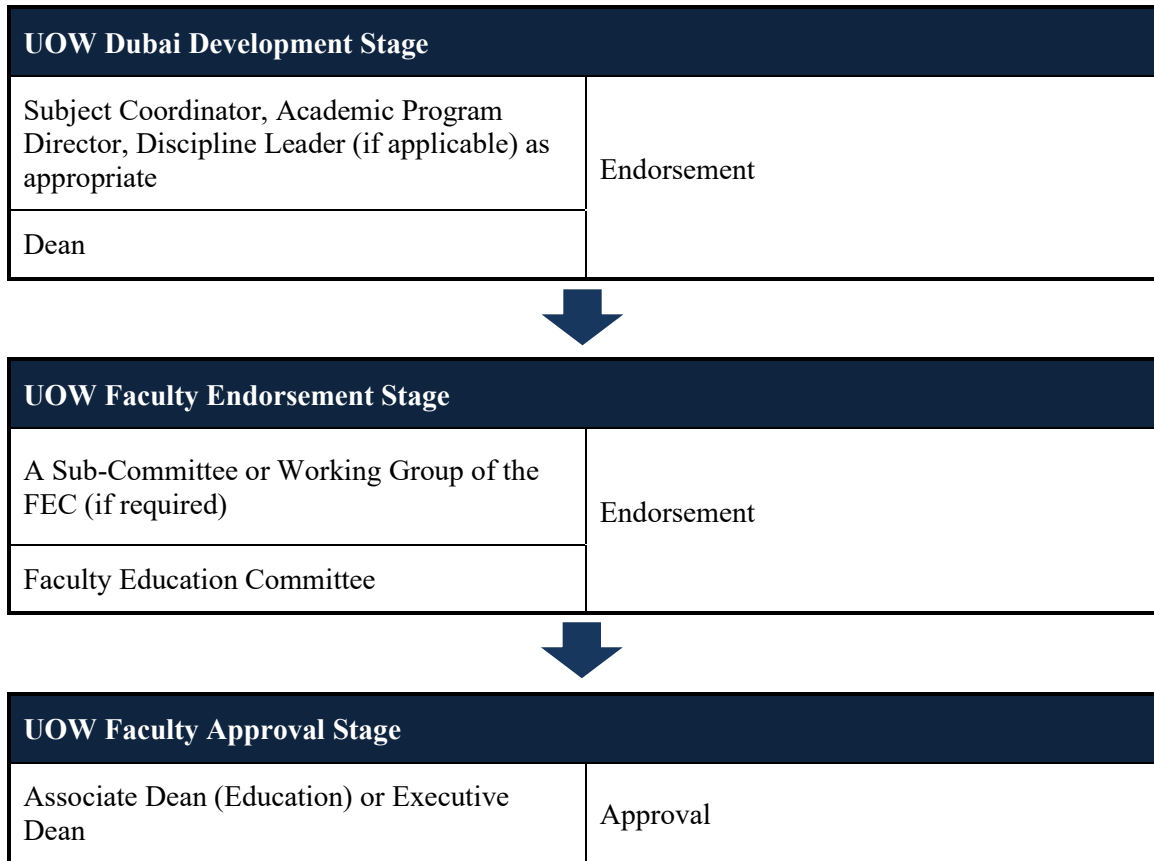 UOW Dubai Development Stage
Subject Coordinator, Academic Program
Director, Discipline Leader (if applicable) as
appropriate
Endorsement
Dean
UOW Faculty Endorsement Stage
A Sub-Committee or Working Group of the
FEC (if required)
Endorsement
Faculty Education Committee
UOW Faculty Approval Stage
Associate Dean (Education) or Executive
Dean
Approval